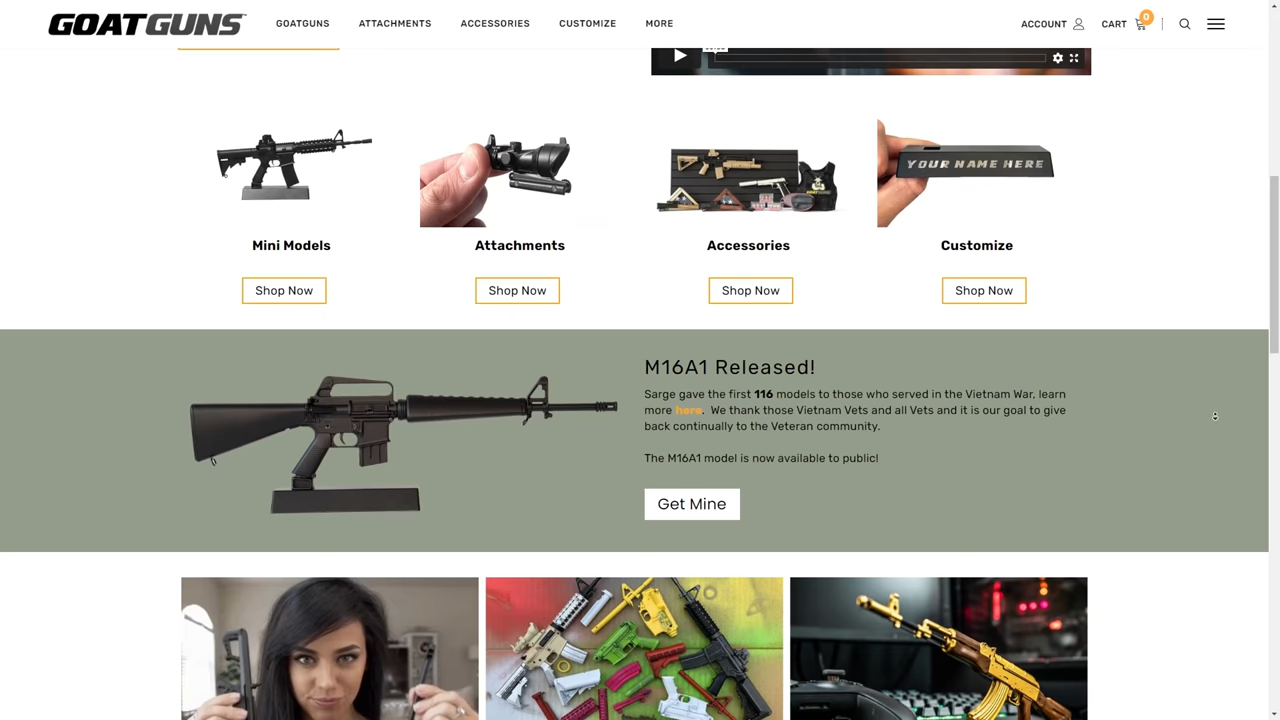 GOATGUNS
GOATGUNS ATTACHMENTS ACCESSORIES CUSTOMIZE MORE
ACCOUNT CART 0
YOUR NAME HERE
Mini Models Attachments Accessories Customize
Shop Now Shop Now Shop Now Shop Now
M16A1 Released!
Sarge gave the first 116 models to those who served in the Vietnam War, learn
more here. We thank those Vietnam Vets and all Vets and it is our goal to give
back continually to the Veteran community.
The M16A1 model is now available to public!
Get Mine